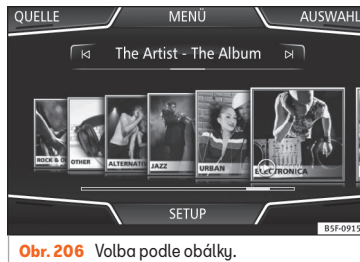 QUELLE MENÜ AUSWAHL
The Artist - The Album
ROCK & O OTHER ALTERNATIV JAZZ URBAN ELECTRONICA
SETUP
B5F-0915
Obr. 206 Volba podle obálky.